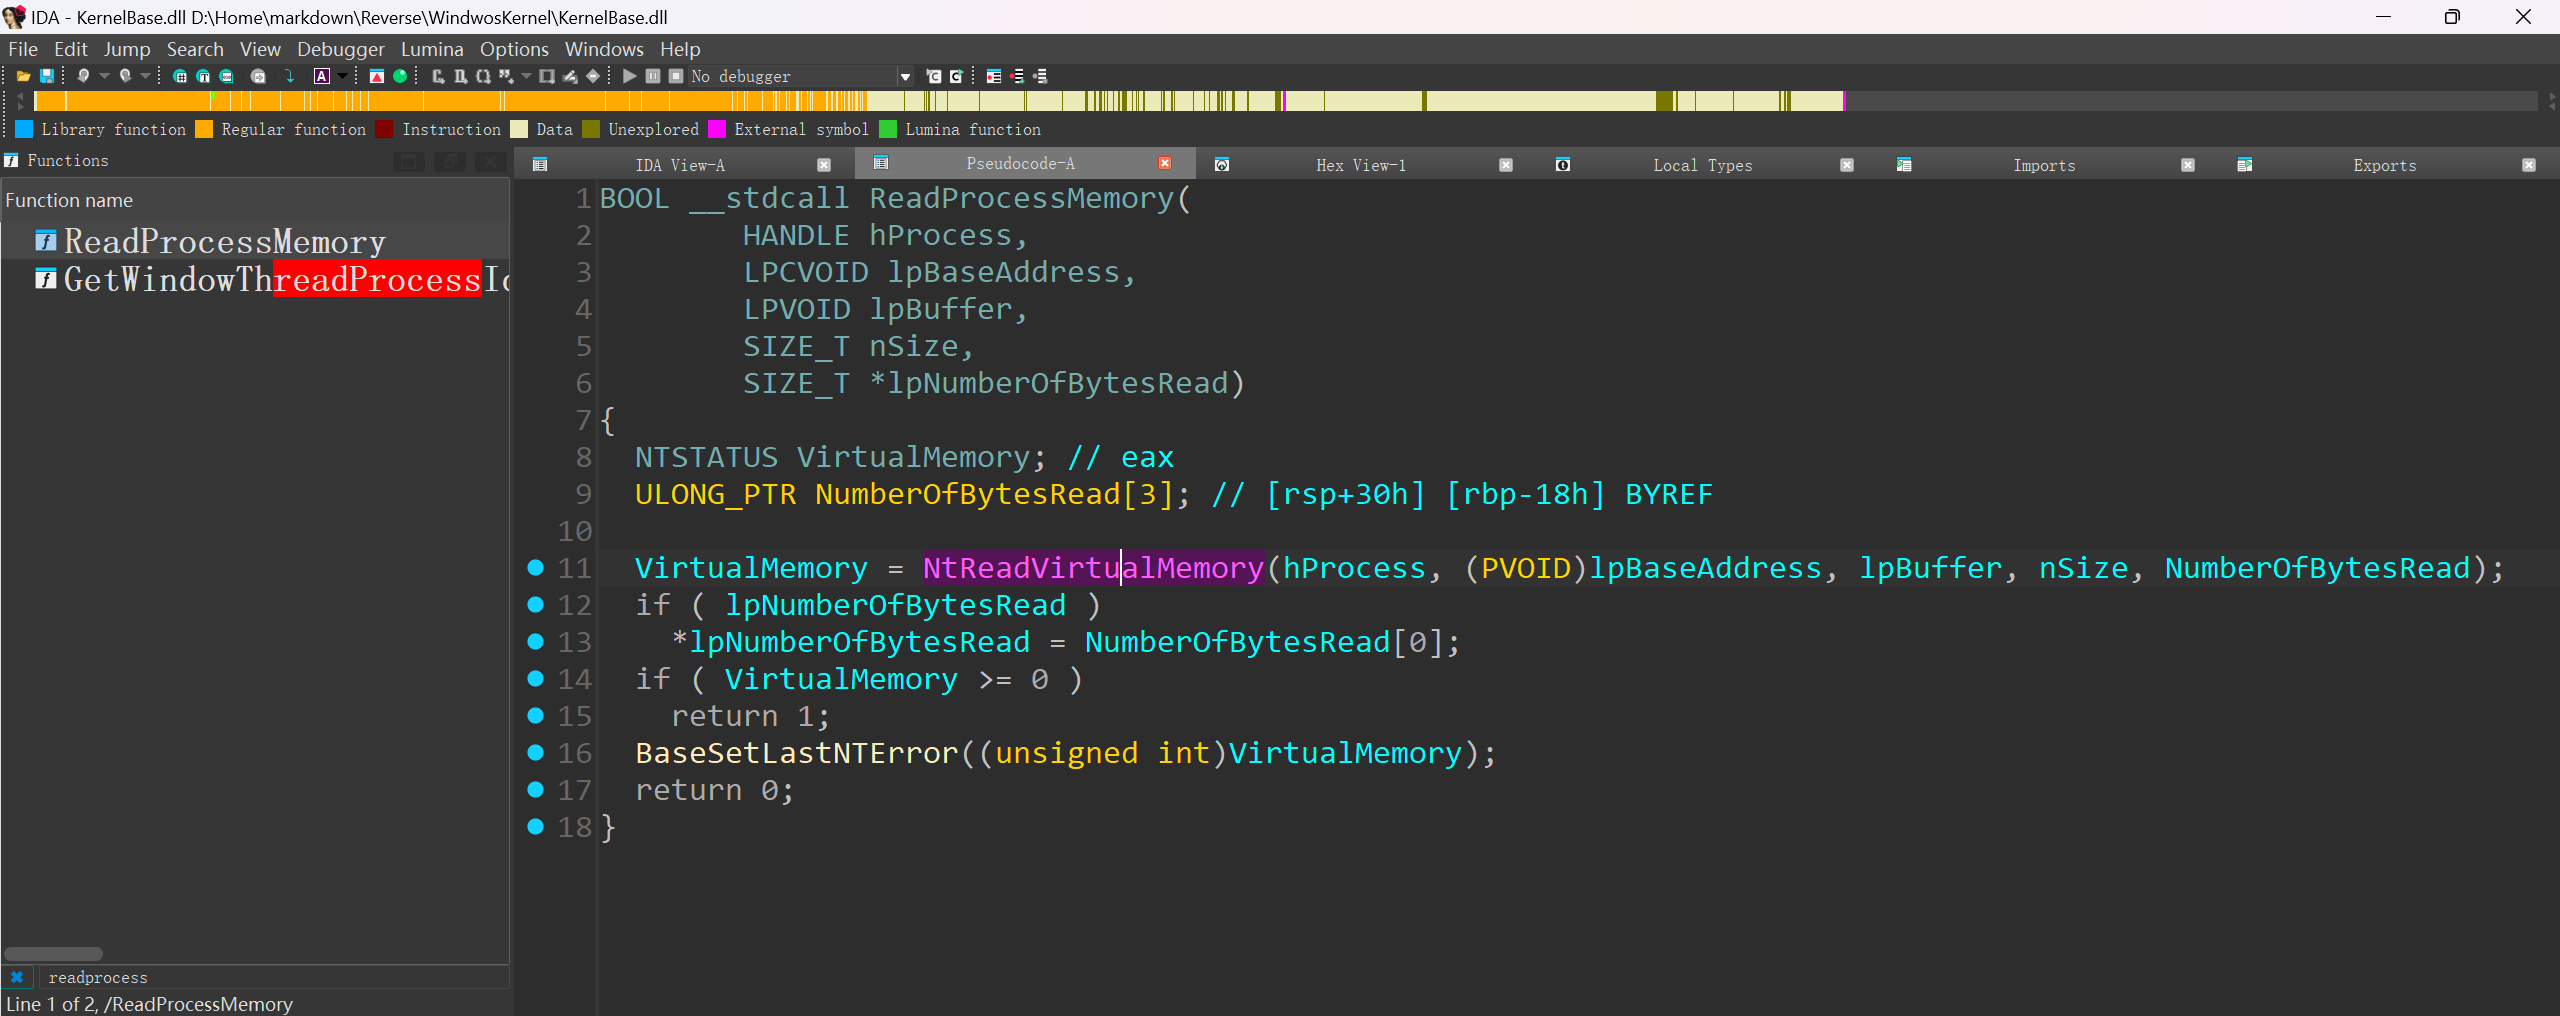 IDA - KernelBase.dll D:\Home\markdown\Reverse\WindwosKernel\KernelBase.dll
File Edit Jump Search View Debugger Lumina Options Windows Help
No debugger
Library function Regular function Instruction Data Unexplored External symbol Lumina function
Functions
Function name
ReadProcessMemory
GetWindowThreadProcessId
readprocess
Line 1 of 2, /ReadProcessMemory
IDA View-A Pseudocode-A Hex View-1 Local Types Imports Exports
1 BOOL __stdcall ReadProcessMemory(
2 HANDLE hProcess,
3 LPCVOID lpBaseAddress,
4 LPVOID lpBuffer,
5 SIZE_T nSize,
6 SIZE_T *lpNumberOfBytesRead)
7 {
8 NTSTATUS VirtualMemory; // eax
9 ULONG_PTR NumberOfBytesRead[3]; // [rsp+30h] [rbp-18h] BYREF
10
11 VirtualMemory = NtReadVirtualMemory(hProcess, (PVOID)lpBaseAddress, lpBuffer, nSize, NumberOfBytesRead);
12 if ( lpNumberOfBytesRead )
13 *lpNumberOfBytesRead = NumberOfBytesRead[0];
14 if ( VirtualMemory >= 0 )
15 return 1;
16 BaseSetLastNTError((unsigned int)VirtualMemory);
17 return 0;
18 }